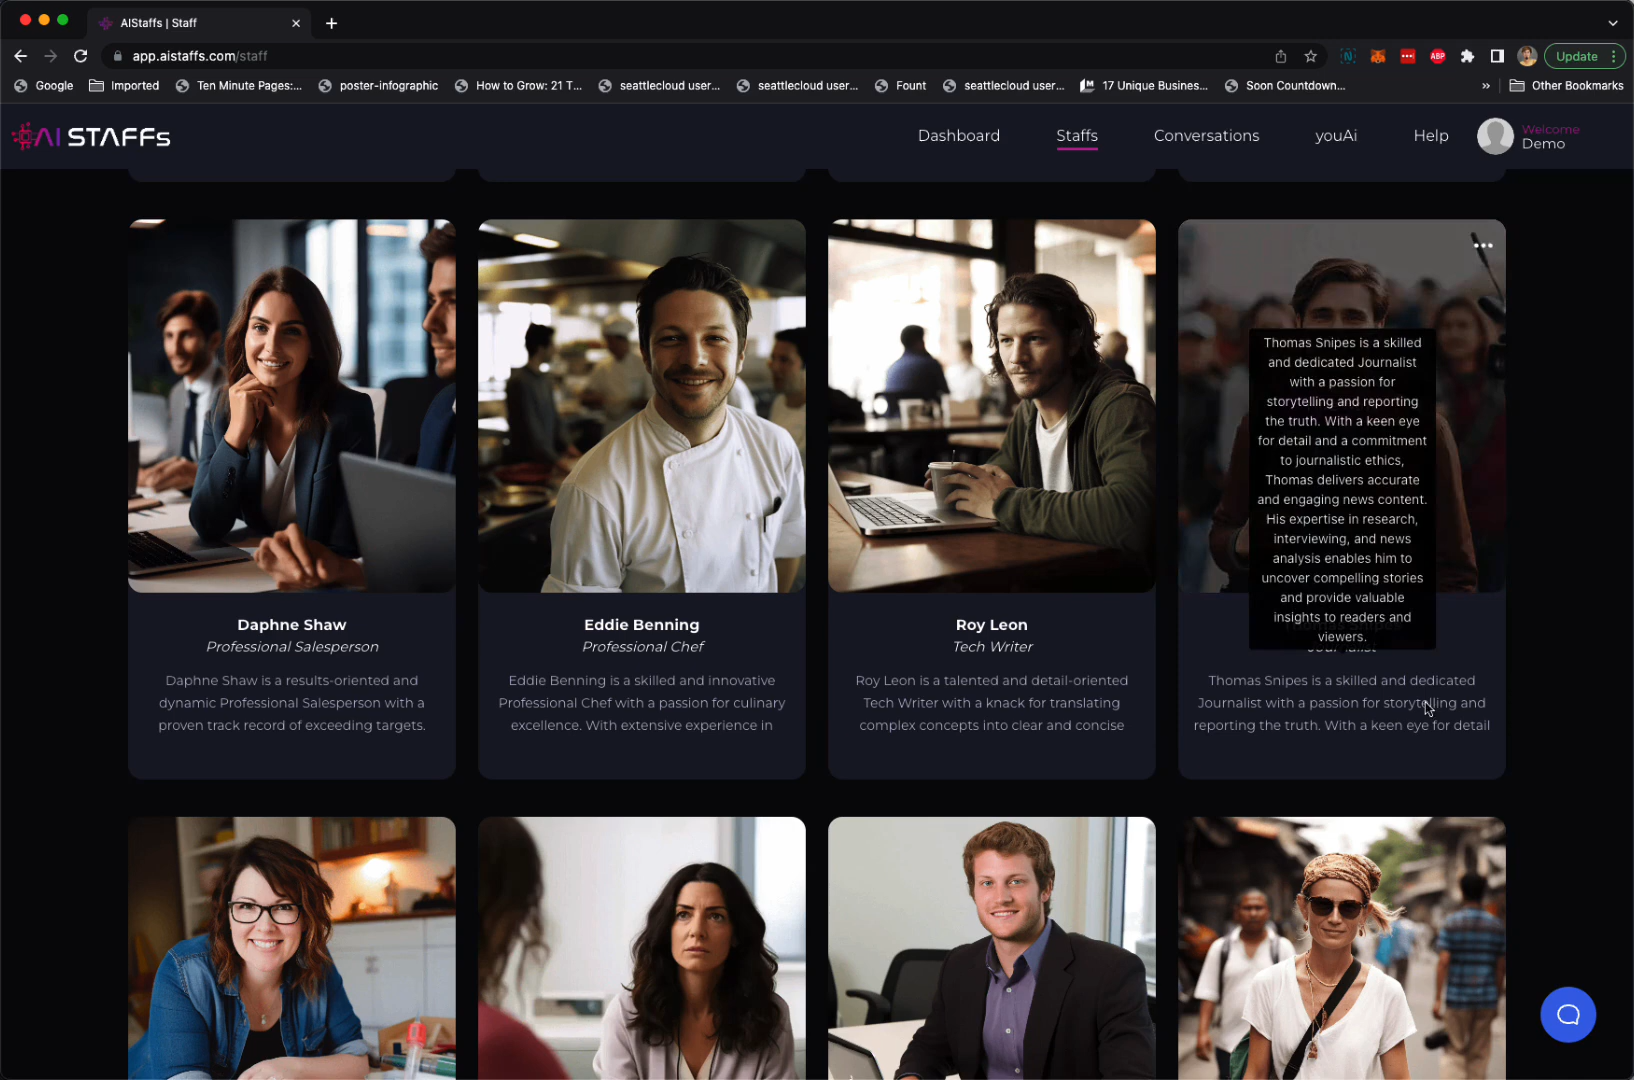 AIStaffs | Staff
app.aistaffs.com/staff
ABP
Update
Google
Imported
Ten Minute Pages:...
poster-infographic
How to Grow: 21 T...
seattlecloud user...
seattlecloud user...
Fount
seattlecloud user...
17 Unique Busines...
Soon Countdown...
»
Other Bookmarks
AI STAFFs
Dashboard
Staffs
Conversations
youAi
Help
Welcome
Demo
Thomas Snipes is a skilled
and dedicated Journalist
with a passion for
storytelling and reporting
the truth. With a keen eye
for detail and a commitment
to journalistic ethics,
Thomas delivers accurate
and engaging news content.
His expertise in research,
interviewing, and news
analysis enables him to
uncover compelling stories
and provide valuable
insights to readers and
viewers.
Daphne Shaw
Professional Salesperson
Daphne Shaw is a results-oriented and
dynamic Professional Salesperson with a
proven track record of exceeding targets.
Eddie Benning
Professional Chef
Eddie Benning is a skilled and innovative
Professional Chef with a passion for culinary
excellence. With extensive experience in
Roy Leon
Tech Writer
Roy Leon is a talented and detail-oriented
Tech Writer with a knack for translating
complex concepts into clear and concise
Thomas Snipes is a skilled and dedicated
Journalist with a passion for storytelling and
reporting the truth. With a keen eye for detail